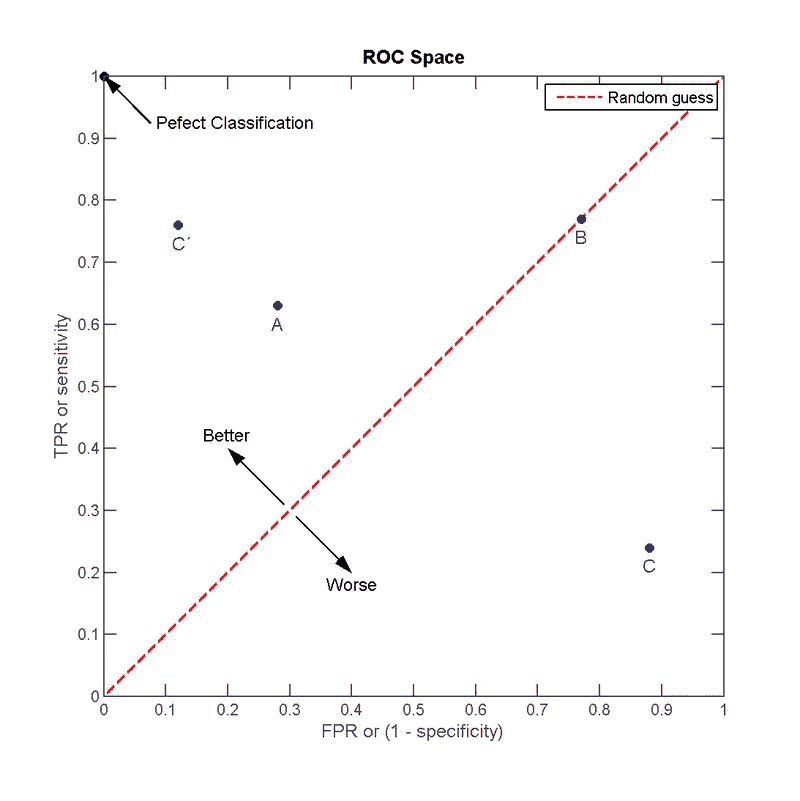 ROC Space
1
Random guess
Pefect Classification
0.9
0.8
C´
0.7
B
0.6
A
0.5
Better
0.4
0.3
C
0.2
Worse
0.1
0
0 0.1 0.2 0.3 0.4 0.5 0.6 0.7 0.8 0.9 1
FPR or (1 - specificity)
TPR or sensitivity